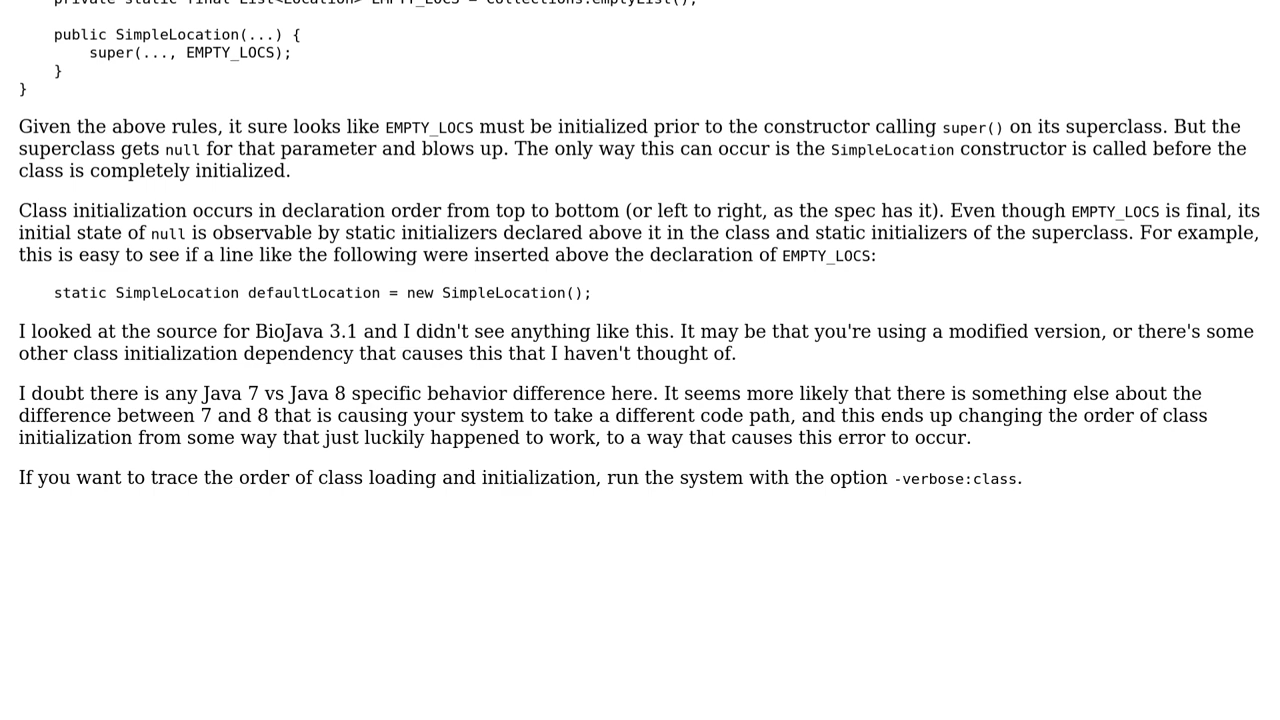 private static final List<Location> EMPTY_LOCS = Collections.emptyList();
public SimpleLocation(...) {
super(..., EMPTY_LOCS);
}
}
Given the above rules, it sure looks like EMPTY_LOCS must be initialized prior to the constructor calling super() on its superclass. But the
superclass gets null for that parameter and blows up. The only way this can occur is the SimpleLocation constructor is called before the
class is completely initialized.
Class initialization occurs in declaration order from top to bottom (or left to right, as the spec has it). Even though EMPTY_LOCS is final, its
initial state of null is observable by static initializers declared above it in the class and static initializers of the superclass. For example,
this is easy to see if a line like the following were inserted above the declaration of EMPTY_LOCS:
static SimpleLocation defaultLocation = new SimpleLocation();
I looked at the source for BioJava 3.1 and I didn't see anything like this. It may be that you're using a modified version, or there's some
other class initialization dependency that causes this that I haven't thought of.
I doubt there is any Java 7 vs Java 8 specific behavior difference here. It seems more likely that there is something else about the
difference between 7 and 8 that is causing your system to take a different code path, and this ends up changing the order of class
initialization from some way that just luckily happened to work, to a way that causes this error to occur.
If you want to trace the order of class loading and initialization, run the system with the option -verbose:class.